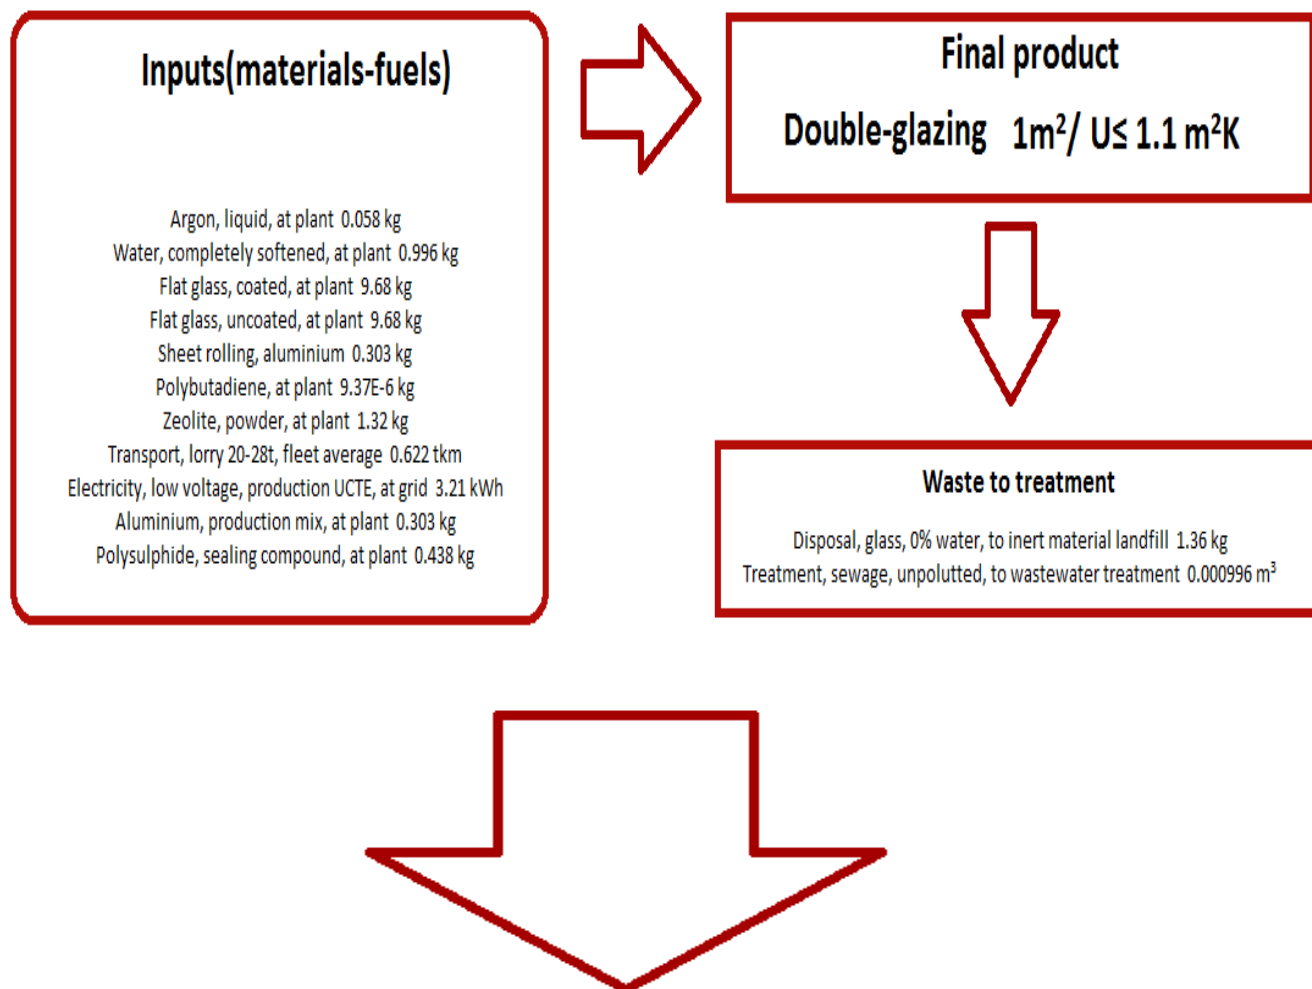 Inputs(materials-fuels)
Argon, liquid, at plant 0.058 kg
Water, completely softened, at plant 0.996 kg
Flat glass, coated, at plant 9.68 kg
Flat glass, uncoated, at plant 9.68 kg
Sheet rolling, aluminium 0.303 kg
Polybutadiene, at plant 9.37E-6 kg
Zeolite, powder, at plant 1.32 kg
Transport, lorry 20-28t, fleet average 0.622 tkm
Electricity, low voltage, production UCTE, at grid 3.21 kWh
Aluminium, production mix, at plant 0.303 kg
Polysulphide, sealing compound, at plant 0.438 kg
Final product
Double-glazing 1m²/ U≤ 1.1 m²K
Waste to treatment
Disposal, glass, 0% water, to inert material landfill 1.36 kg
Treatment, sewage, unpolutted, to wastewater treatment 0.000996 m³